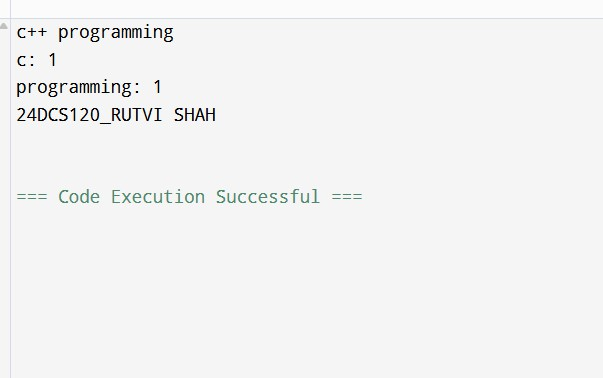 c++ programming
c: 1
programming: 1
24DCS120_RUTVI SHAH
=== Code Execution Successful ===